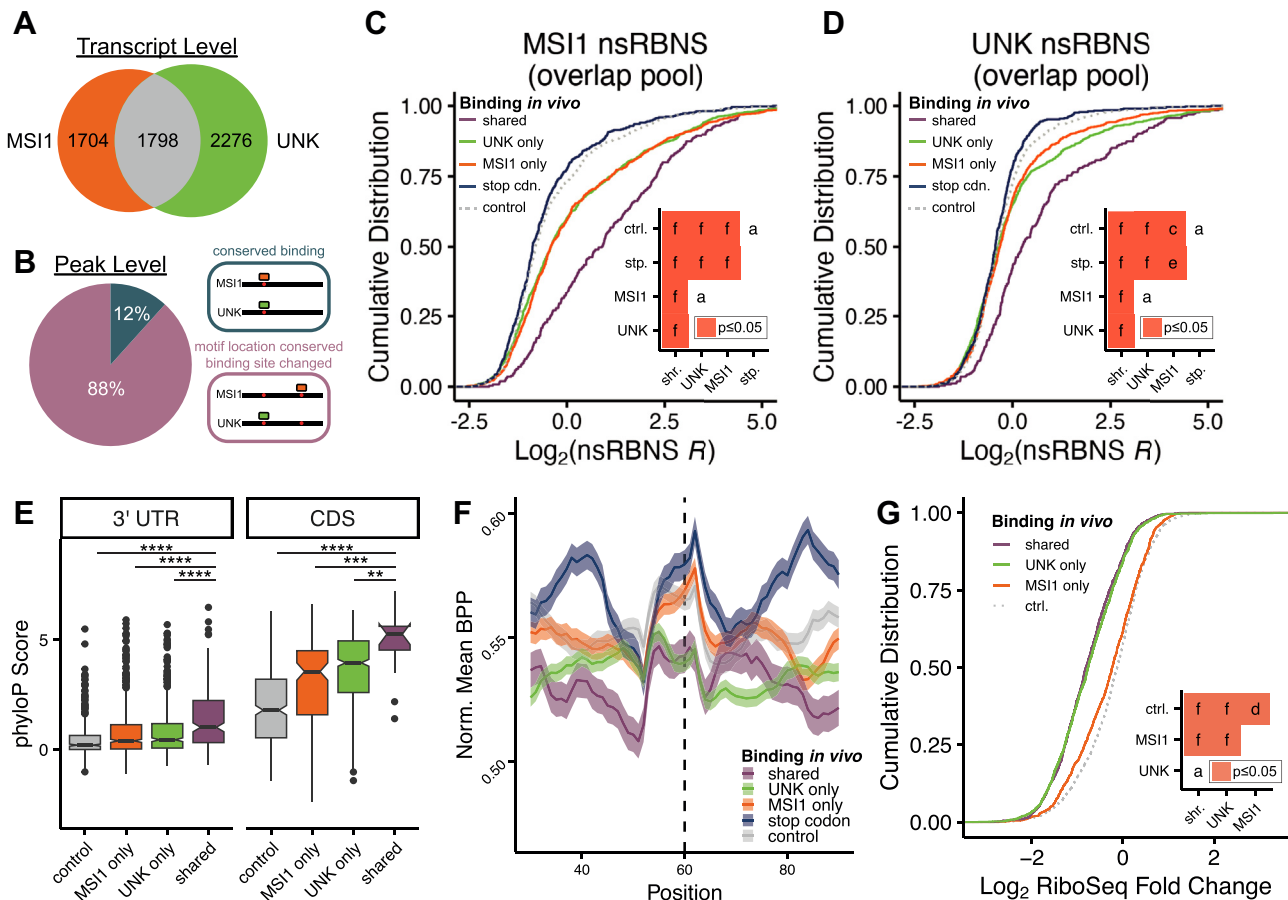 A
Transcript Level
MSI1
1704
1798
2276
UNK
B
Peak Level
12%
88%
conserved binding
MSI1
UNK
motif location conserved
binding site changed
MSI1
UNK
C
MSI1 nsRBNS
(overlap pool)
Cumulative Distribution
1.00
0.75
0.50
0.25
0.00
Binding in vivo
shared
UNK only
MSI1 only
stop cdn.
control
ctrl. f f f a
stp. f f f
MSI1 f a
UNK f
p≤0.05
shr. UNK MSI1 stp.
-2.5 0.0 2.5 5.0
Log2(nsRBNS R)
D
UNK nsRBNS
(overlap pool)
Cumulative Distribution
1.00
0.75
0.50
0.25
0.00
Binding in vivo
shared
UNK only
MSI1 only
stop cdn.
control
ctrl. f f c a
stp. f f e
MSI1 f a
UNK f
p≤0.05
shr. UNK MSI1 stp.
-2.5 0.0 2.5 5.0
Log2(nsRBNS R)
E
3' UTR
CDS
****
****
****
****
***
**
phyloP Score
5
0
control MSI1 only UNK only shared
control MSI1 only UNK only shared
F
Norm. Mean BPP
0.60
0.55
0.50
Binding in vivo
shared
UNK only
MSI1 only
stop codon
control
40 60 80
Position
G
Cumulative Distribution
1.00
0.75
0.50
0.25
0.00
Binding in vivo
shared
UNK only
MSI1 only
ctrl.
ctrl. f f d
MSI1 f f
UNK a
p≤0.05
shr. UNK MSI1
−2 0 2
Log2 RiboSeq Fold Change